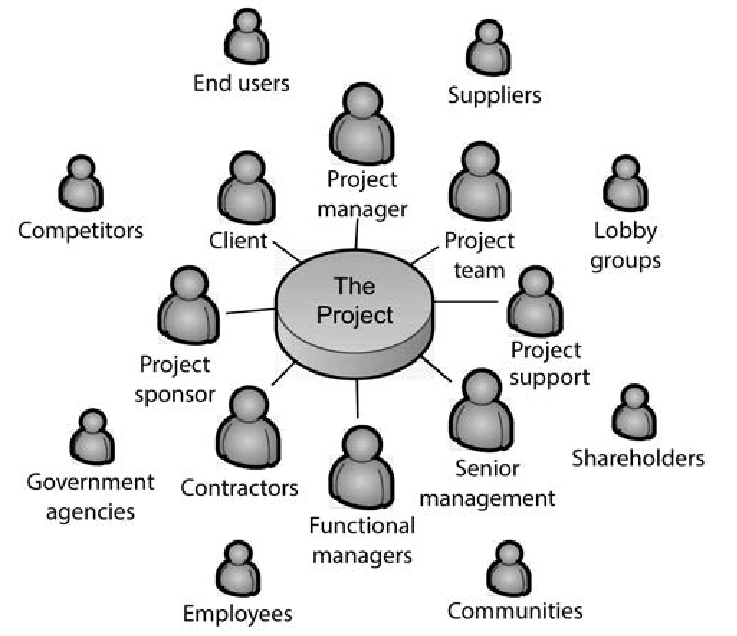 End users
Suppliers
Project
manager
Competitors
Client
Project
team
Lobby
groups
The
Project
Project
sponsor
Project
support
Government
agencies
Contractors
Functional
managers
Senior
management
Shareholders
Employees
Communities